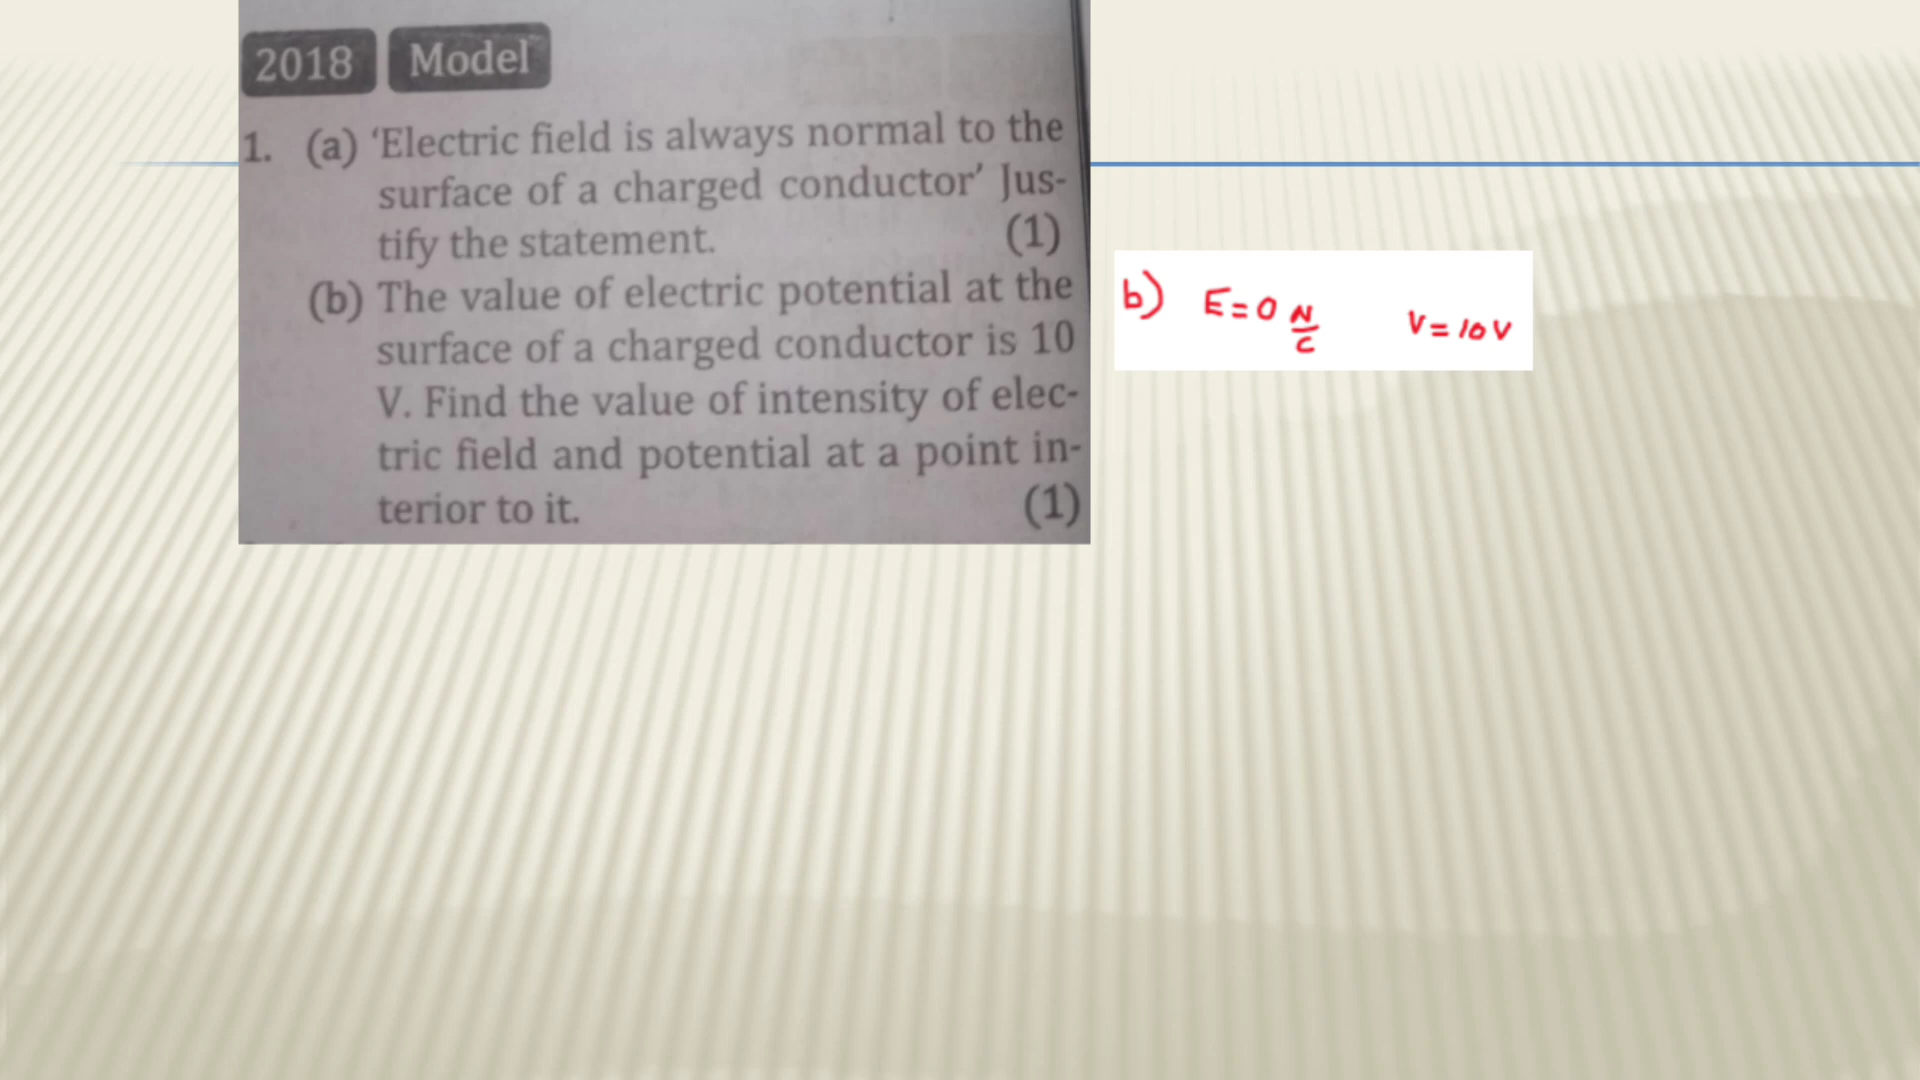 2018 Model
1. (a) ‘Electric field is always normal to the
surface of a charged conductor’ Jus-
tify the statement. (1)
(b) The value of electric potential at the
surface of a charged conductor is 10
V. Find the value of intensity of elec-
tric field and potential at a point in-
terior to it. (1)
b) E=0 N/C V=10V